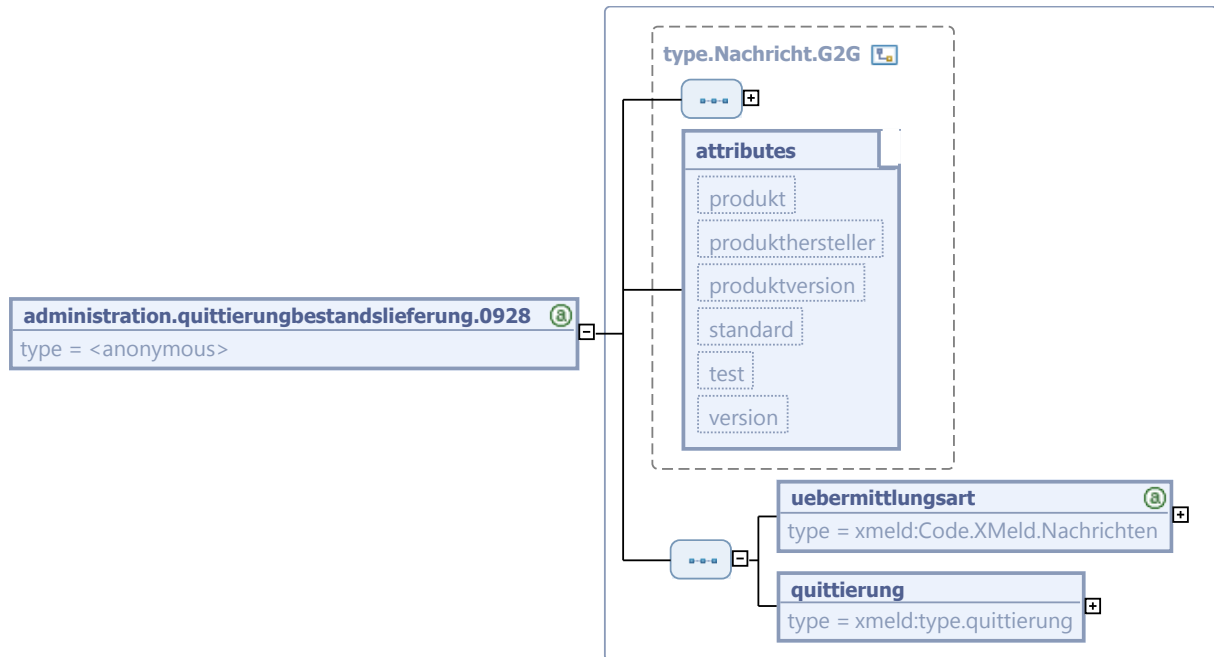 type.Nachricht.G2G
attributes
produkt
produkthersteller
produktversion
standard
test
version
administration.quittierungbestandslieferung.0928 a
type = <anonymous>
uebermittlungsart a
type = xmeld:Code.XMeld.Nachrichten
quittierung
type = xmeld:type.quittierung